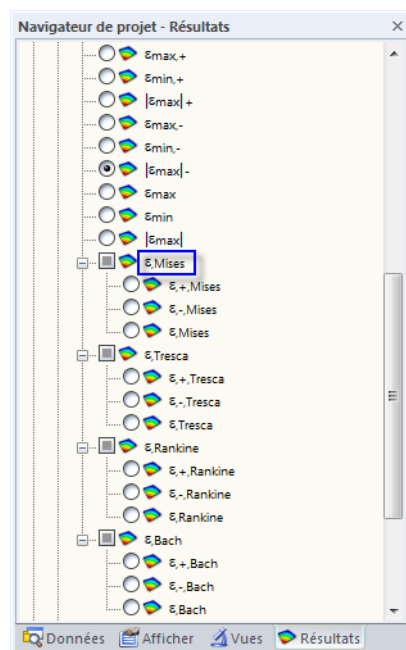 Navigateur de projet - Résultats
εmax,+
εmin,+
|εmax| +
εmax,-
εmin,-
|εmax| -
εmax
εmin
|εmax|
ε,Mises
ε,+,Mises
ε,-,Mises
ε,Mises
ε,Tresca
ε,+,Tresca
ε,-,Tresca
ε,Tresca
ε,Rankine
ε,+,Rankine
ε,-,Rankine
ε,Rankine
ε,Bach
ε,+,Bach
ε,-,Bach
ε,Bach
Données Afficher Vues Résultats